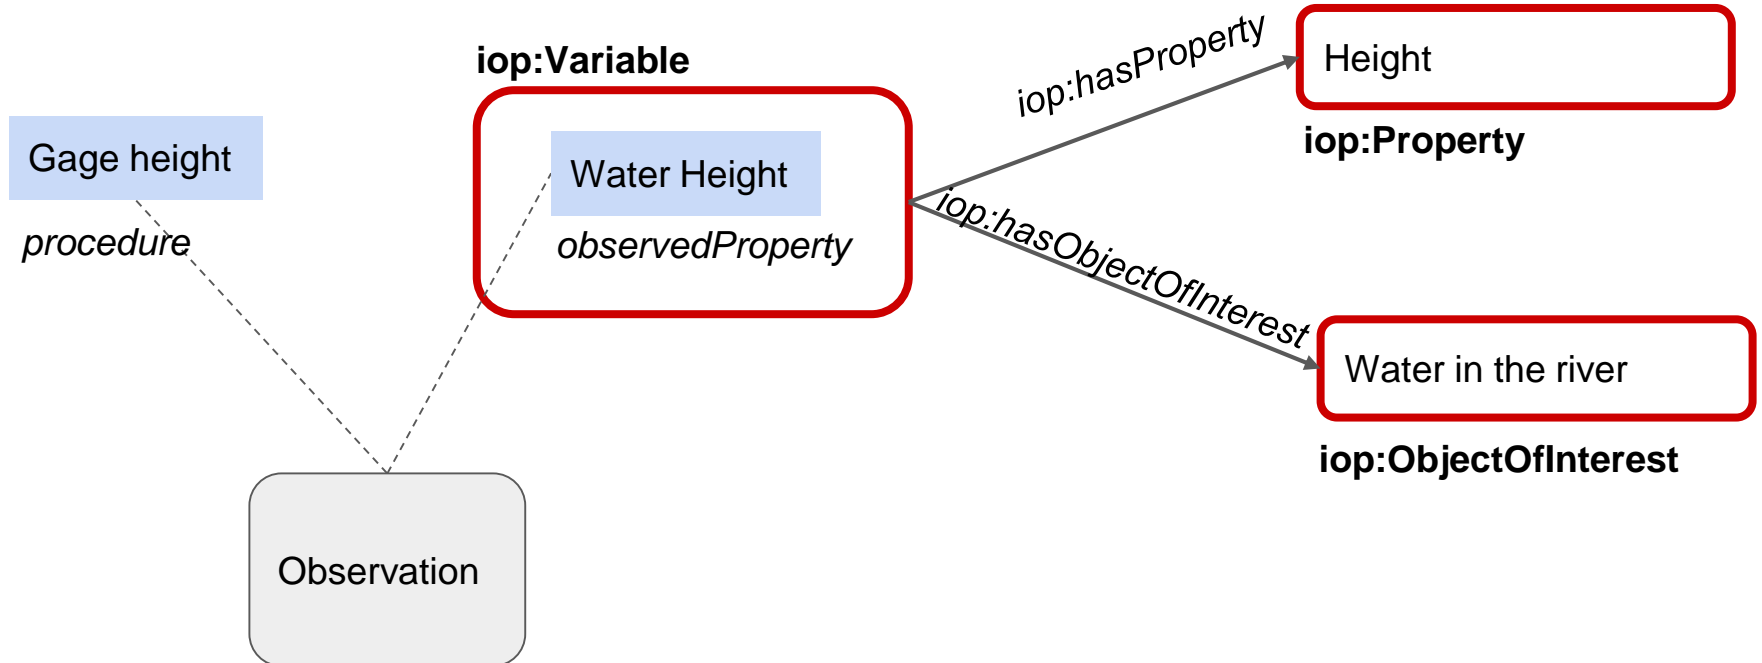 iop:Variable
Gage height
procedure
Water Height
observedProperty
iop:hasProperty
Height
iop:Property
iop:hasObjectOfInterest
Water in the river
iop:ObjectOfInterest
Observation